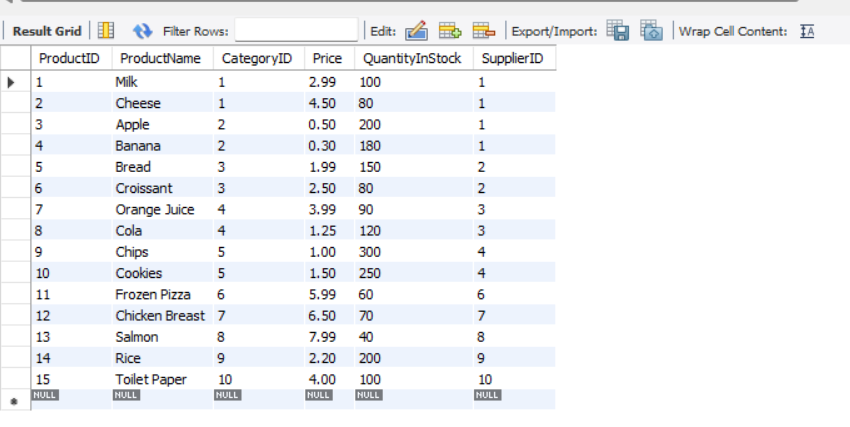 Result Grid Filter Rows: Edit: Export/Import: Wrap Cell Content: IA
ProductID ProductName CategoryID Price QuantityInStock SupplierID
1 Milk 1 2.99 100 1
2 Cheese 1 4.50 80 1
3 Apple 2 0.50 200 1
4 Banana 2 0.30 180 1
5 Bread 3 1.99 150 2
6 Croissant 3 2.50 80 2
7 Orange Juice 4 3.99 90 3
8 Cola 4 1.25 120 3
9 Chips 5 1.00 300 4
10 Cookies 5 1.50 250 4
11 Frozen Pizza 6 5.99 60 6
12 Chicken Breast 7 6.50 70 7
13 Salmon 8 7.99 40 8
14 Rice 9 2.20 200 9
15 Toilet Paper 10 4.00 100 10
NULL NULL NULL NULL NULL NULL